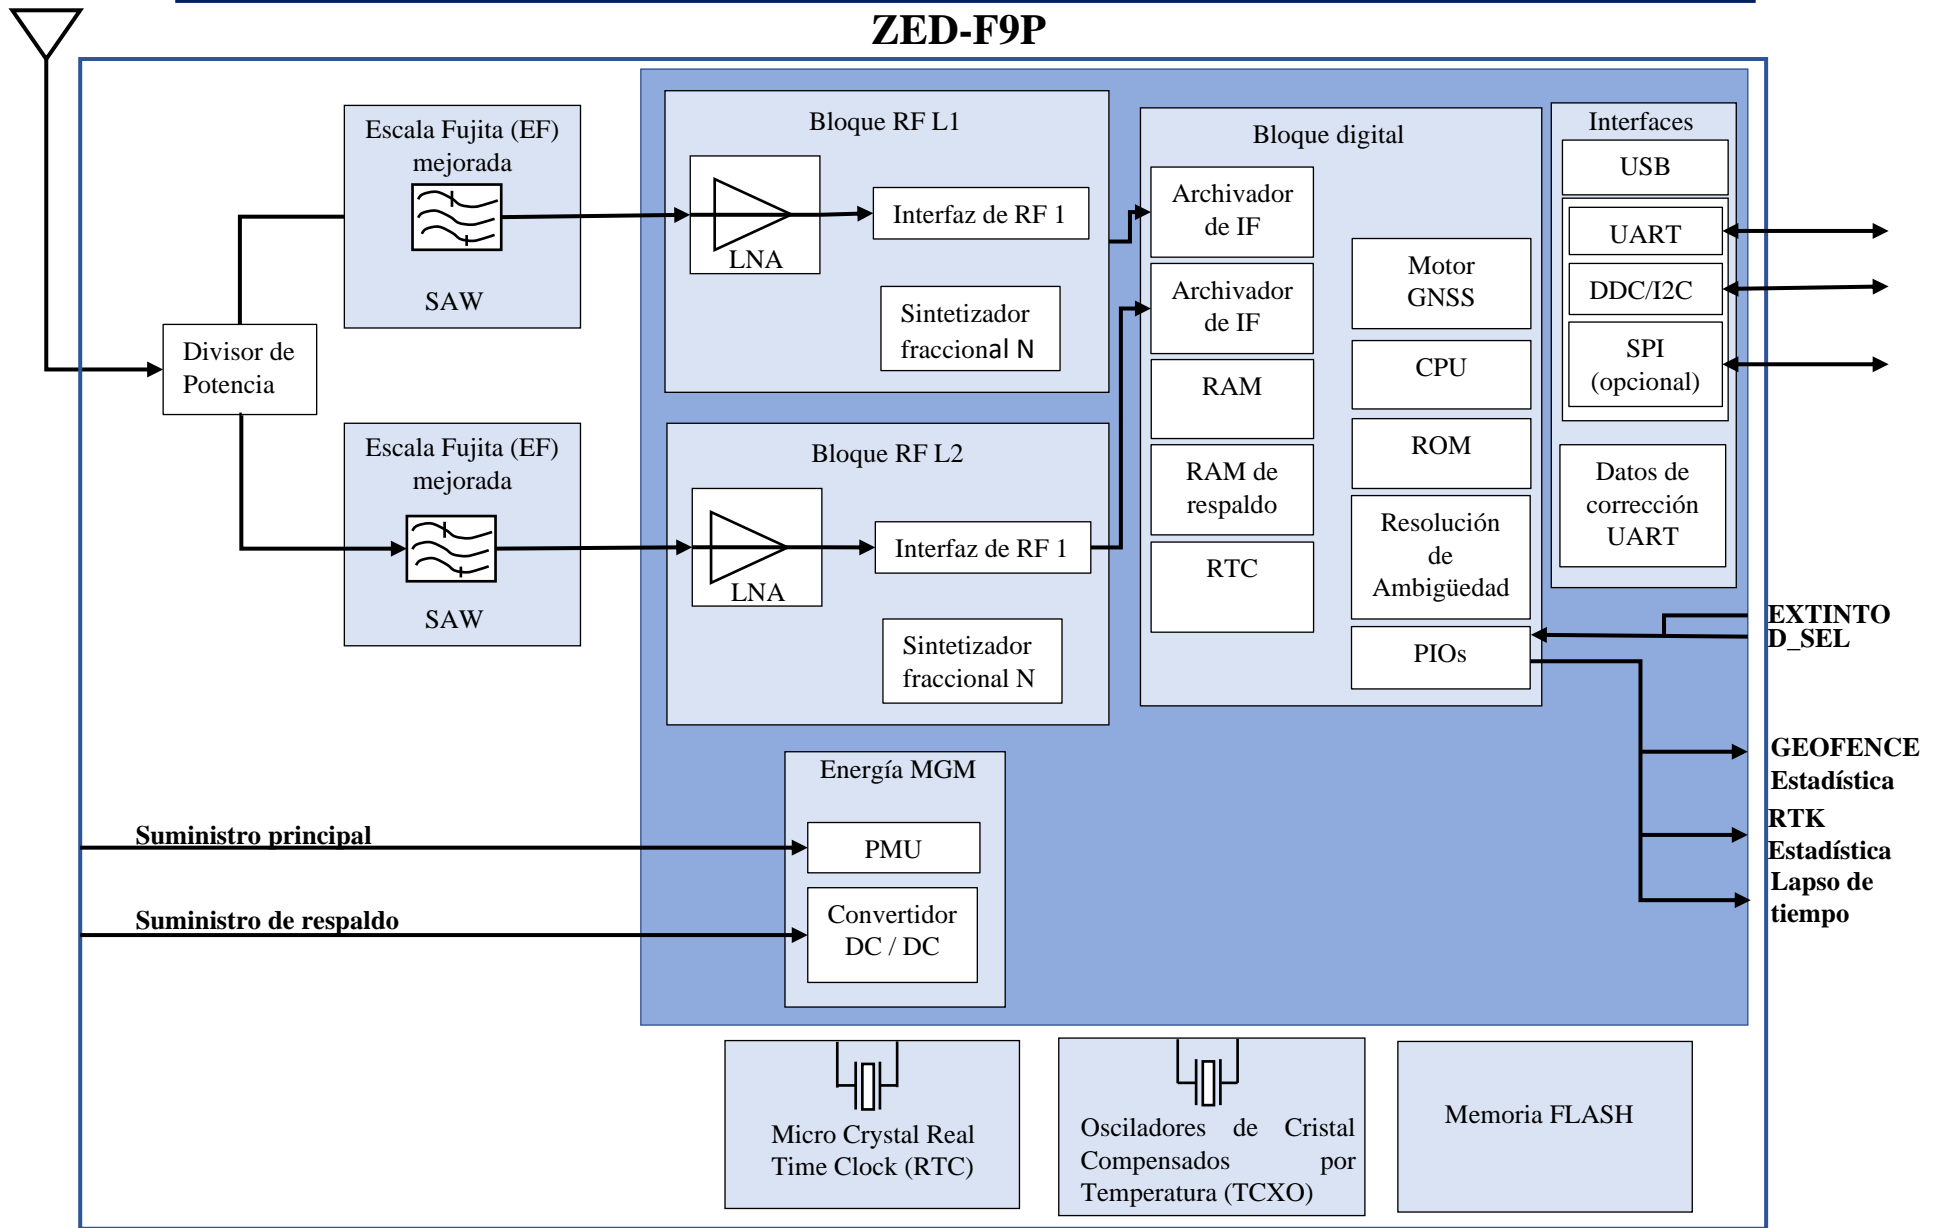 ZED-F9P
Escala Fujita (EF)
mejorada
SAW
Divisor de
Potencia
Escala Fujita (EF)
mejorada
SAW
Bloque RF L1
LNA
Interfaz de RF 1
Sintetizador
fraccional N
Bloque RF L2
LNA
Interfaz de RF 1
Sintetizador
fraccional N
Bloque digital
Archivador
de IF
Archivador
de IF
RAM
RAM de
respaldo
RTC
Motor
GNSS
CPU
ROM
Resolución
de
Ambigüedad
PIOs
Interfaces
USB
UART
DDC/I2C
SPI
(opcional)
Datos de
corrección
UART
EXTINTO
D_SEL
GEOFENCE
Estadística
RTK
Estadística
Lapso de
tiempo
Energía MGM
PMU
Convertidor
DC / DC
Suministro principal
Suministro de respaldo
Micro Crystal Real
Time Clock (RTC)
Osciladores de Cristal
Compensados por
Temperatura (TCXO)
Memoria FLASH